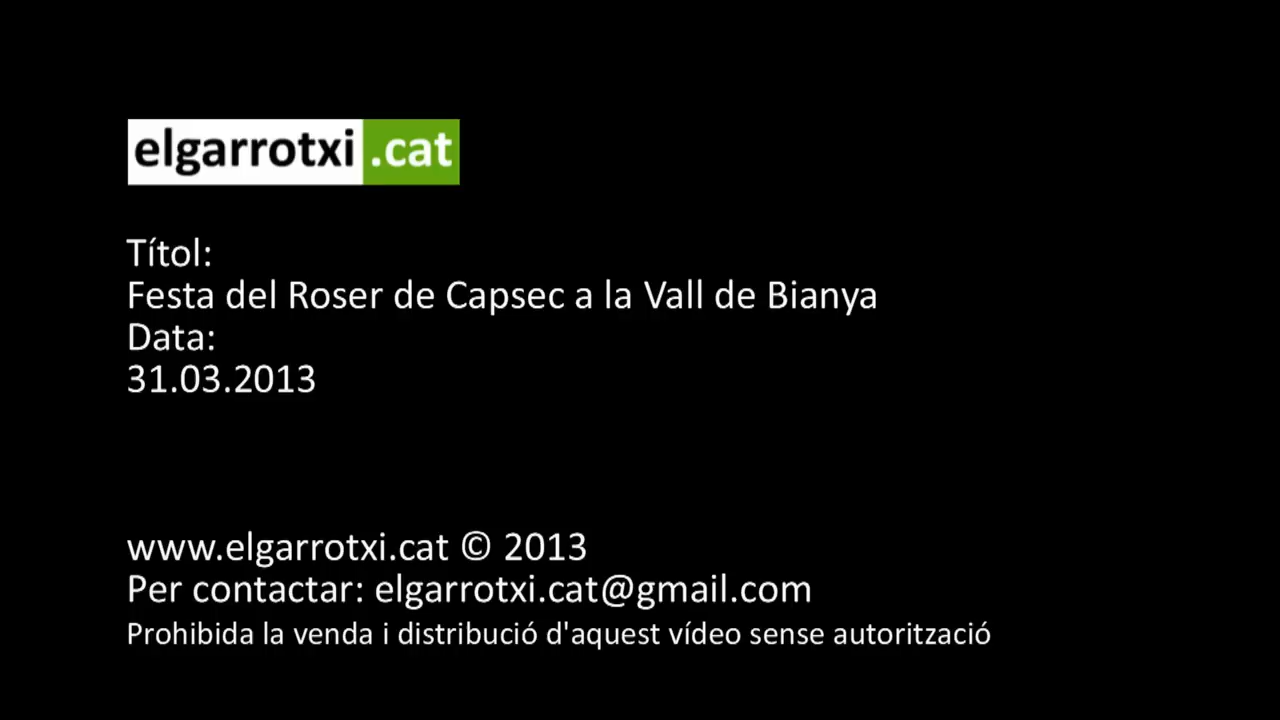 elgarrotxi .cat
Títol:
Festa del Roser de Capsec a la Vall de Bianya
Data:
31.03.2013
www.elgarrotxi.cat © 2013
Per contactar: elgarrotxi.cat@gmail.com
Prohibida la venda i distribució d'aquest vídeo sense autorització